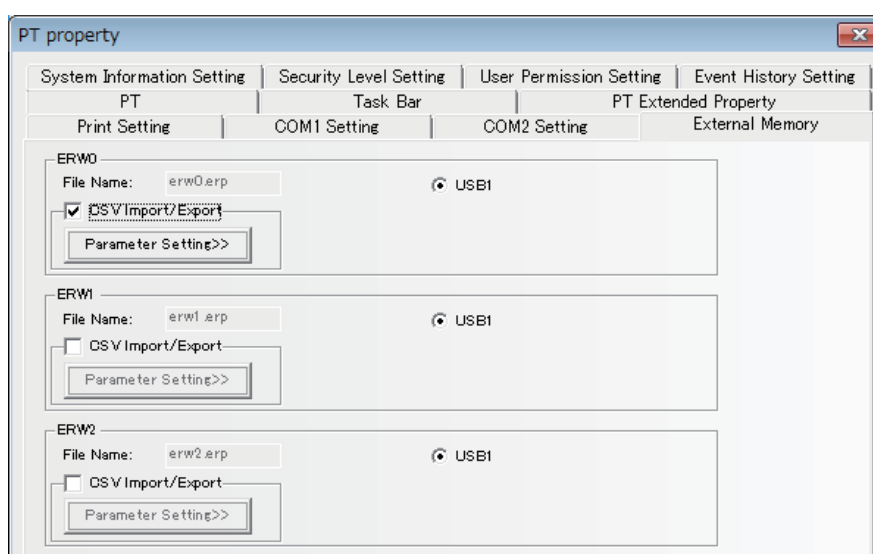 PT property
System Information Setting Security Level Setting User Permission Setting Event History Setting
PT Task Bar PT Extended Property
Print Setting COM1 Setting COM2 Setting External Memory
ERW0
File Name: erw0.erp USB1
CSV Import/Export
Parameter Setting>>
ERW1
File Name: erw1.erp USB1
CSV Import/Export
Parameter Setting>>
ERW2
File Name: erw2.erp USB1
CSV Import/Export
Parameter Setting>>